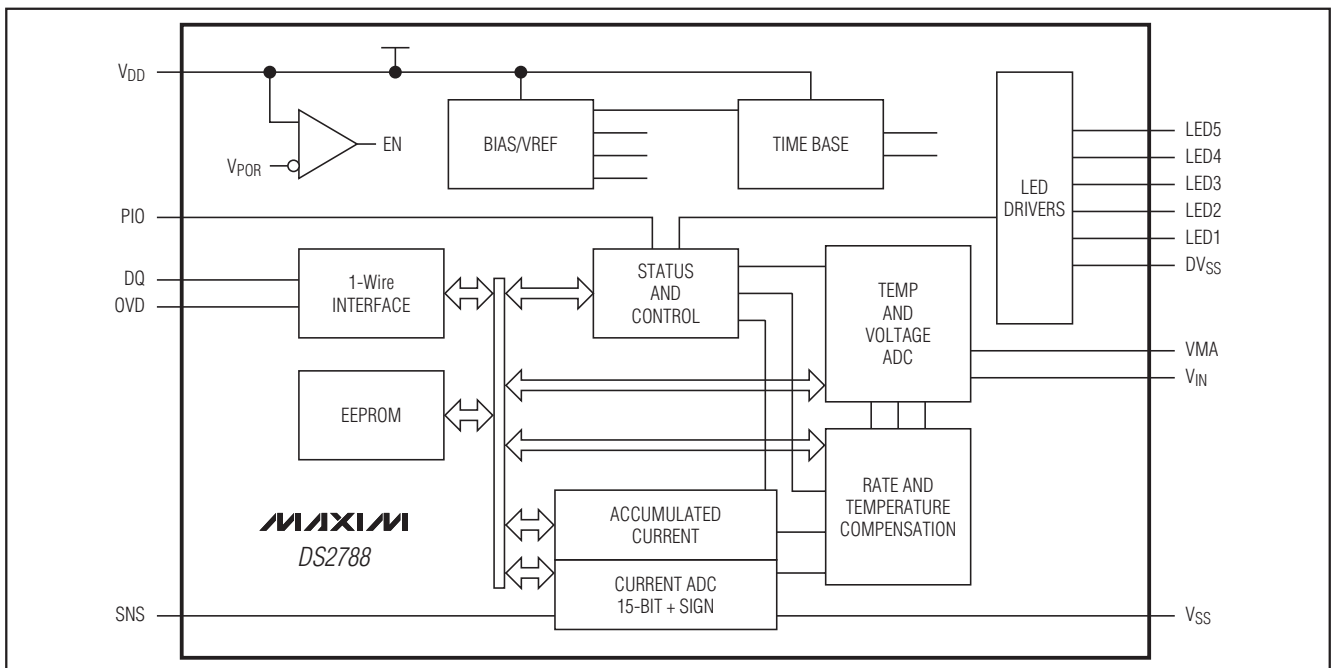 VDD
EN
VPOR
BIAS/VREF
TIME BASE
LED
DRIVERS
LED5
LED4
LED3
LED2
LED1
DVSS
PIO
DQ
OVD
1-Wire
INTERFACE
STATUS
AND
CONTROL
TEMP
AND
VOLTAGE
ADC
VMA
VIN
EEPROM
RATE AND
TEMPERATURE
COMPENSATION
ACCUMULATED
CURRENT
CURRENT ADC
15-BIT + SIGN
MAXIM
DS2788
SNS
VSS